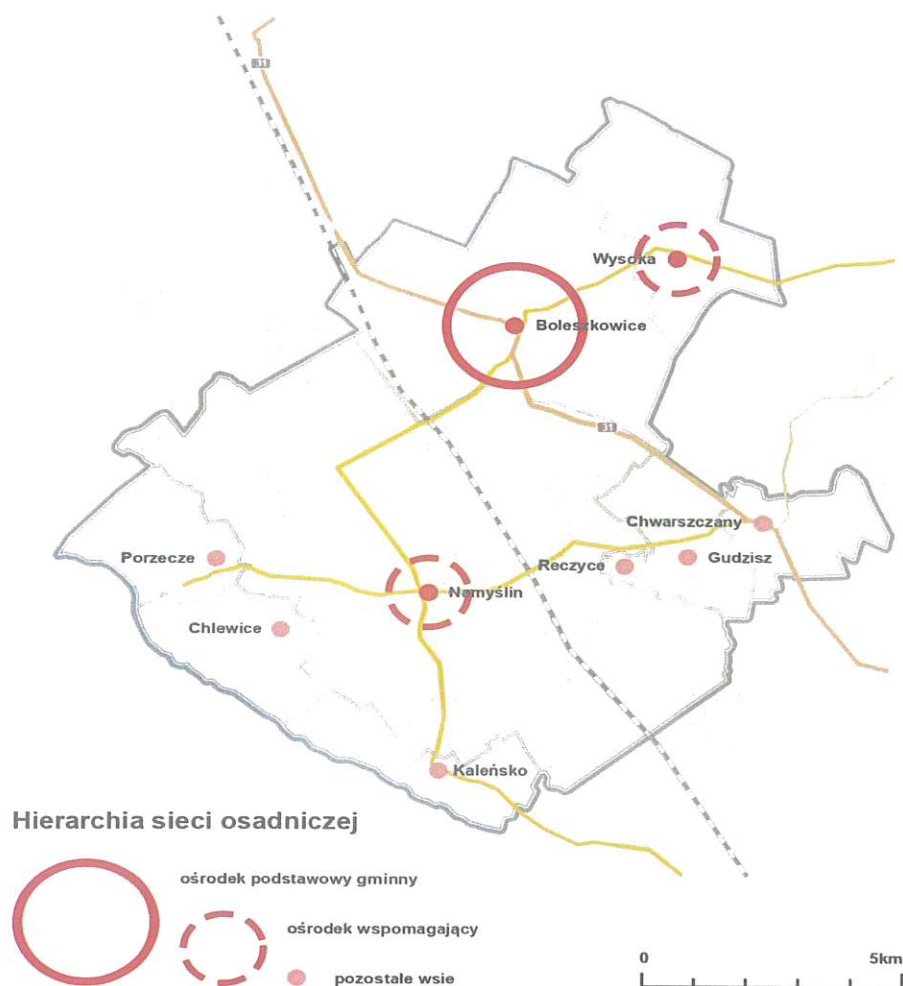 31
Wysoka
Boleszkowice
31
Chwarszczany
Porzecze
Reczyce
Gudzisz
Namyślin
Chlewice
Kaleńsko
Hierarchia sieci osadniczej
ośrodek podstawowy gminny
ośrodek wspomagający
pozostałe wsie
0 5km